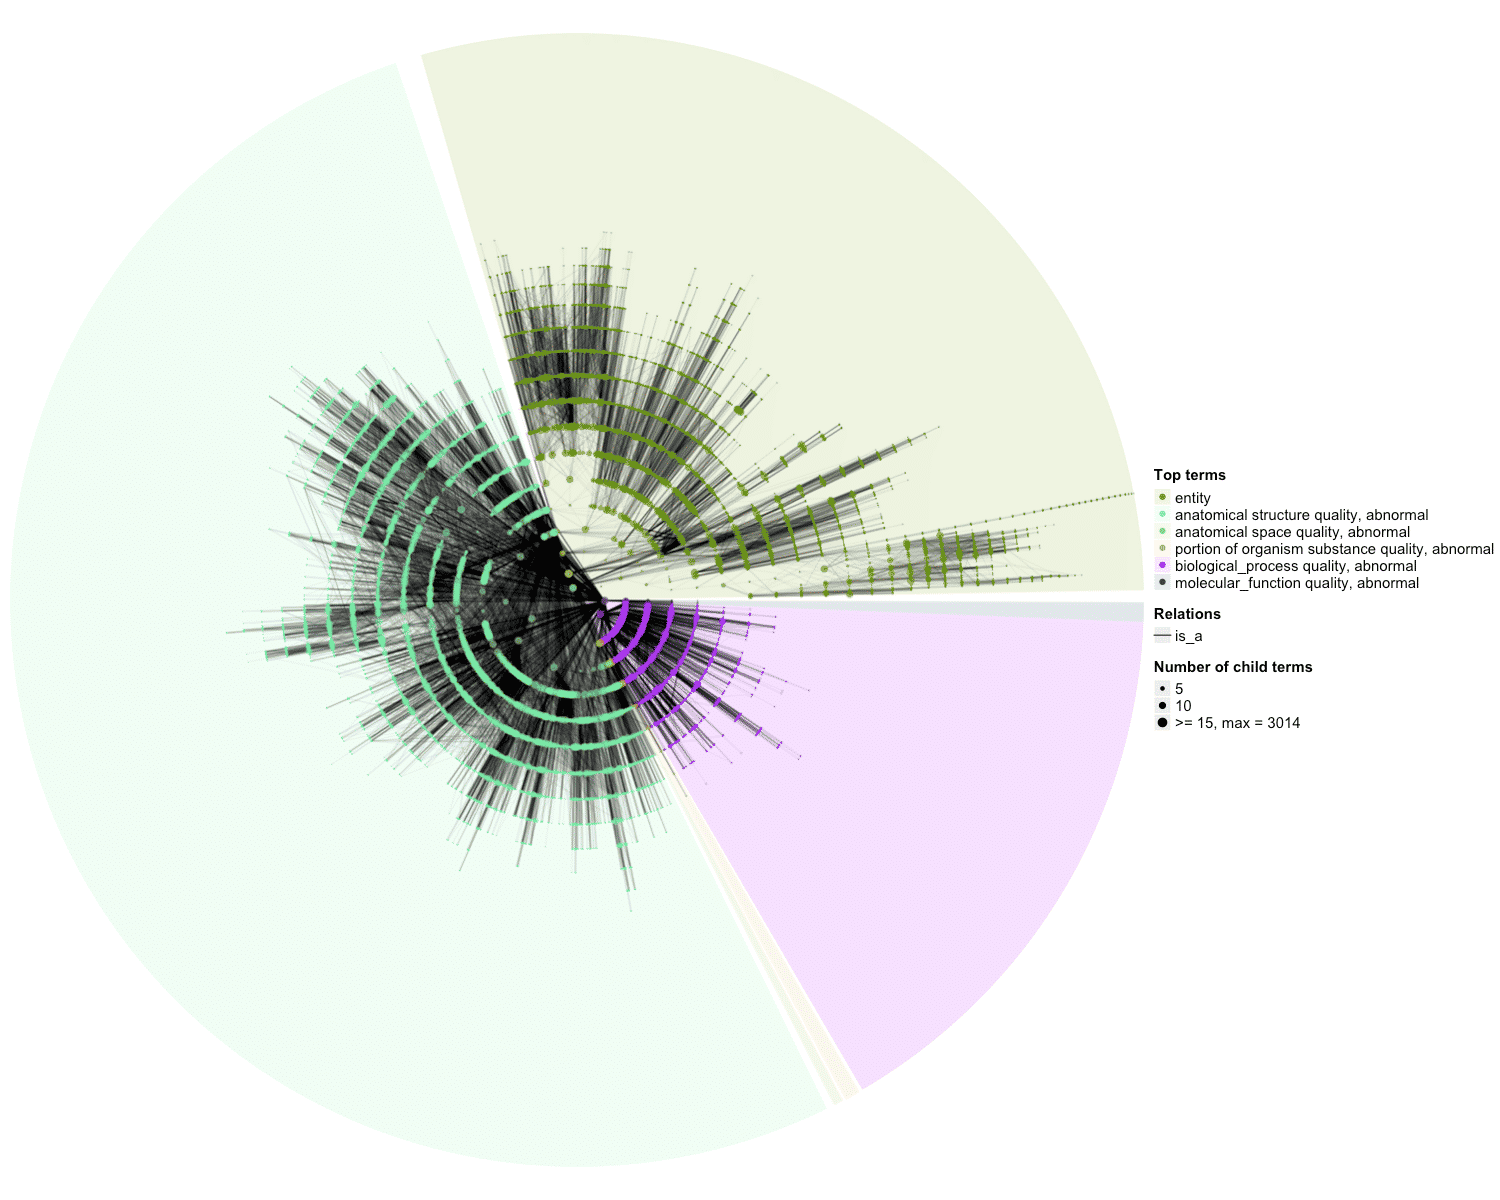 Top terms
entity
anatomical structure quality, abnormal
anatomical space quality, abnormal
portion of organism substance quality, abnormal
biological_process quality, abnormal
molecular_function quality, abnormal
Relations
is_a
Number of child terms
5
10
>= 15, max = 3014